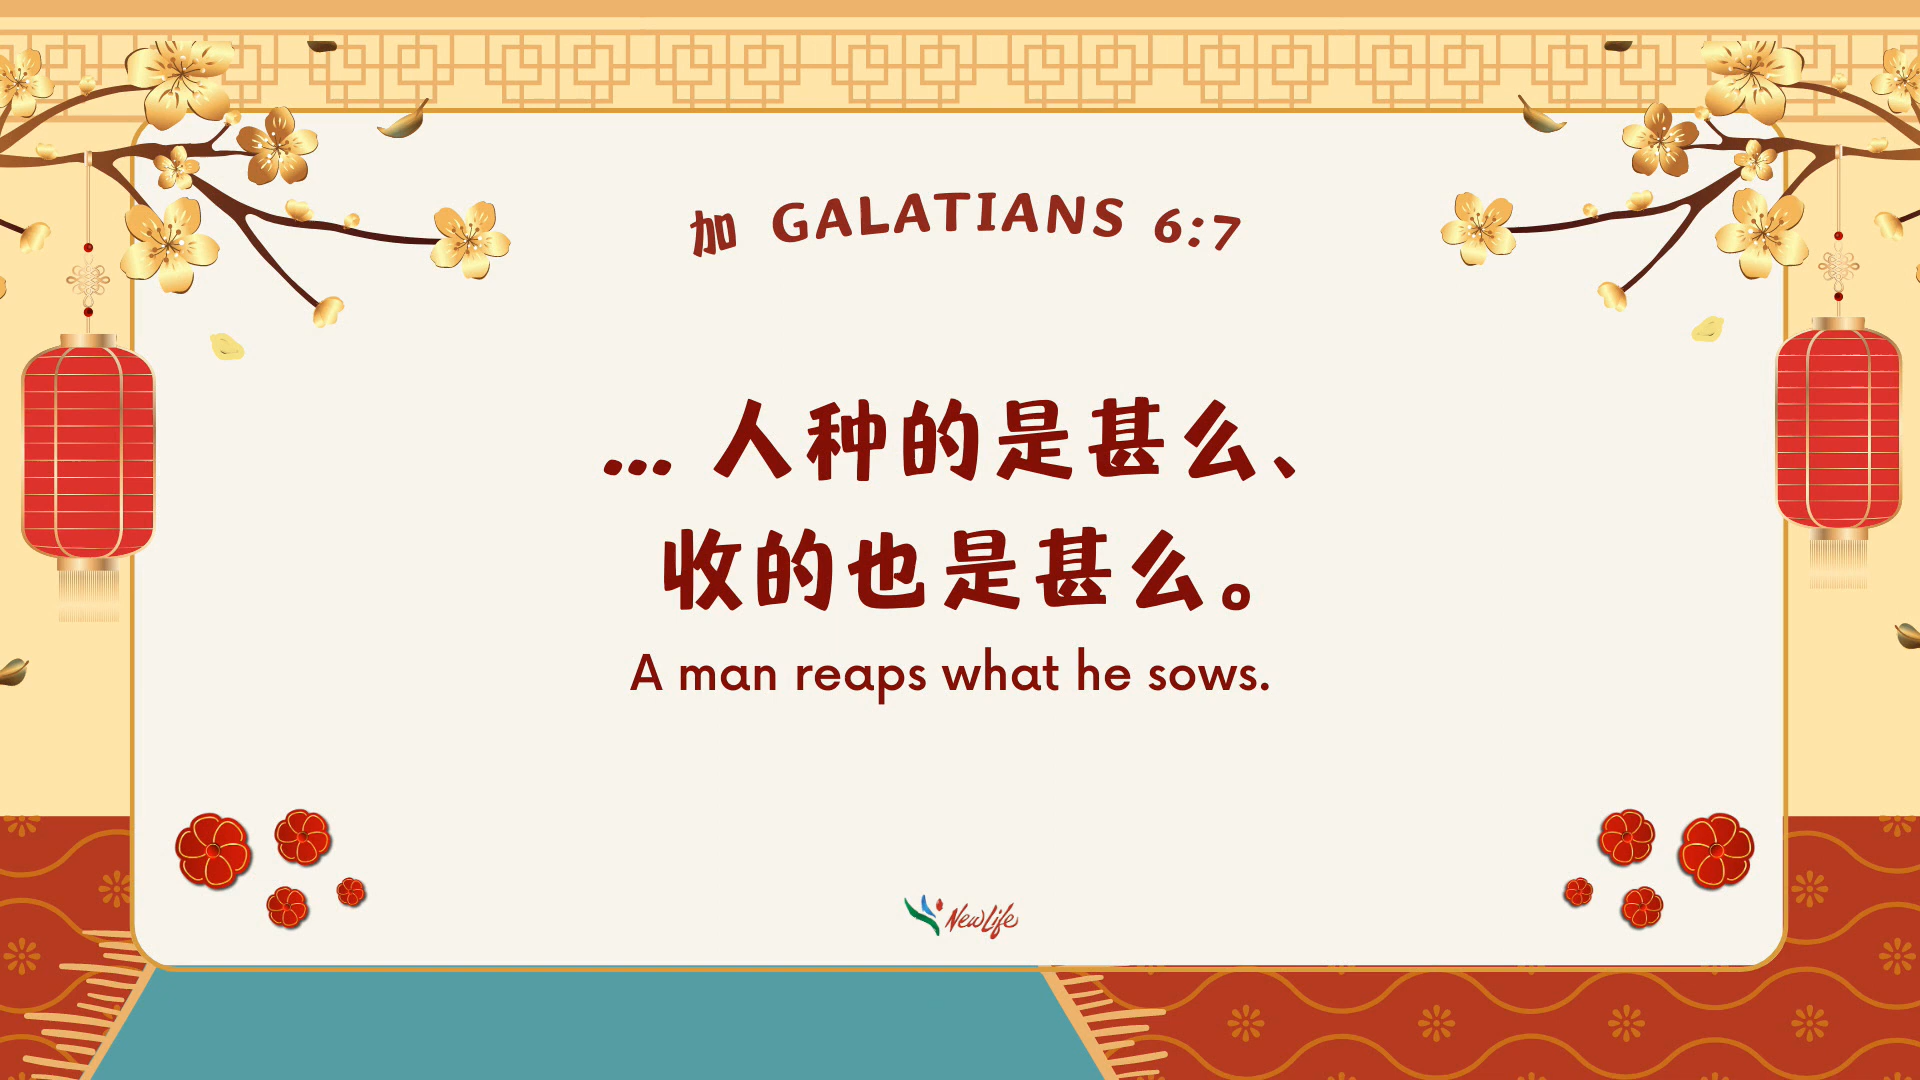 加 GALATIANS 6:7
... 人种的是甚么、
收的也是甚么。
A man reaps what he sows.
NewLife